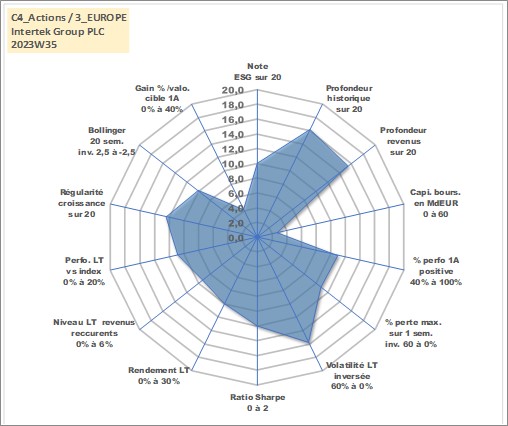 C4_Actions / 3_EUROPE
Intertek Group PLC
2023W35
Note
ESG sur 20
Profondeur
historique
sur 20
Profondeur
revenus
sur 20
Capi. bours.
en MdEUR
0 à 60
% perfo 1A
positive
40% à 100%
% perte max.
sur 1 sem.
inv. 60 à 0%
Volatilité LT
inversée
60% à 0%
Ratio Sharpe
0 à 2
Rendement LT
0% à 30%
Niveau LT revenus
reccurents
0% à 6%
Perfo. LT
vs index
0% à 20%
Régularité
croissance
sur 20
Bollinger
20 sem.
inv. 2,5 à -2,5
Gain % /valo.
cible 1A
0% à 40%
20,0
18,0
16,0
14,0
12,0
10,0
8,0
6,0
4,0
2,0
0,0